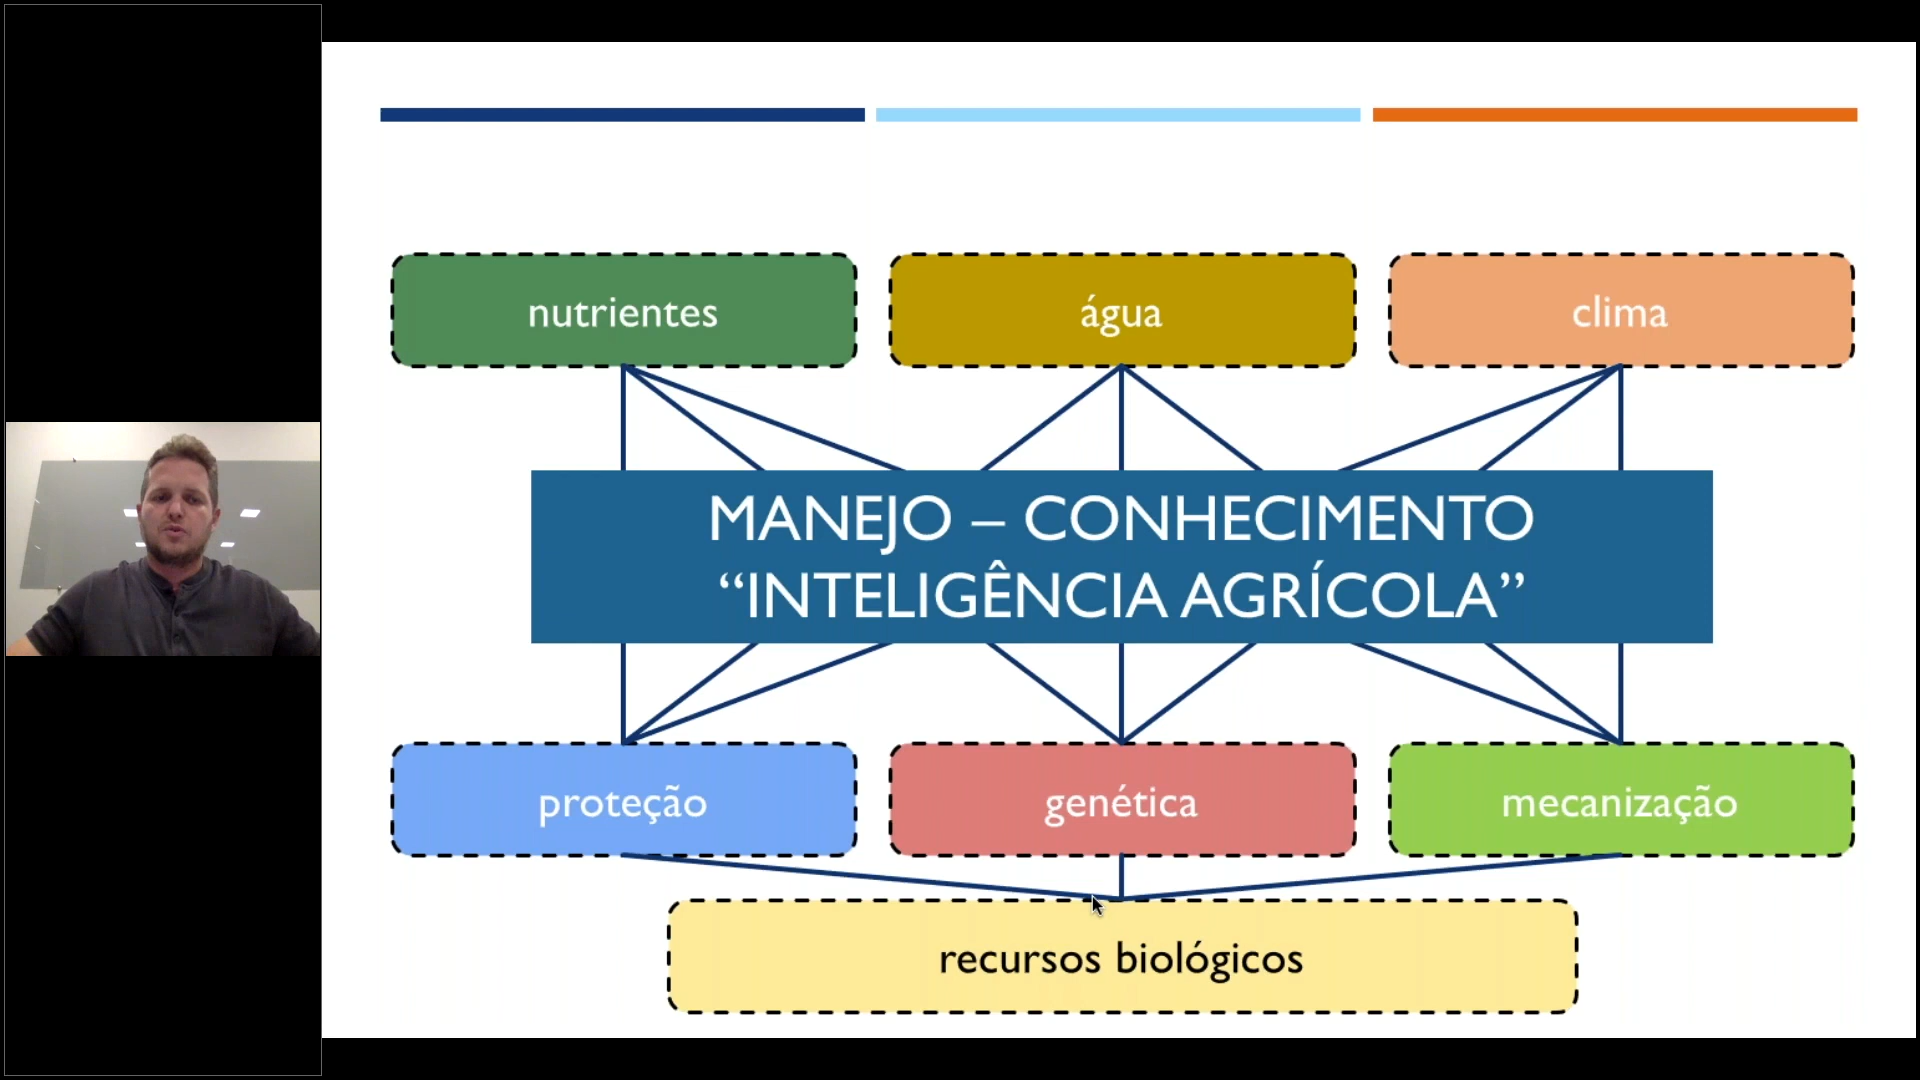 nutrientes
água
clima
MANEJO – CONHECIMENTO
“INTELIGÊNCIA AGRÍCOLA”
proteção
genética
mecanização
recursos biológicos